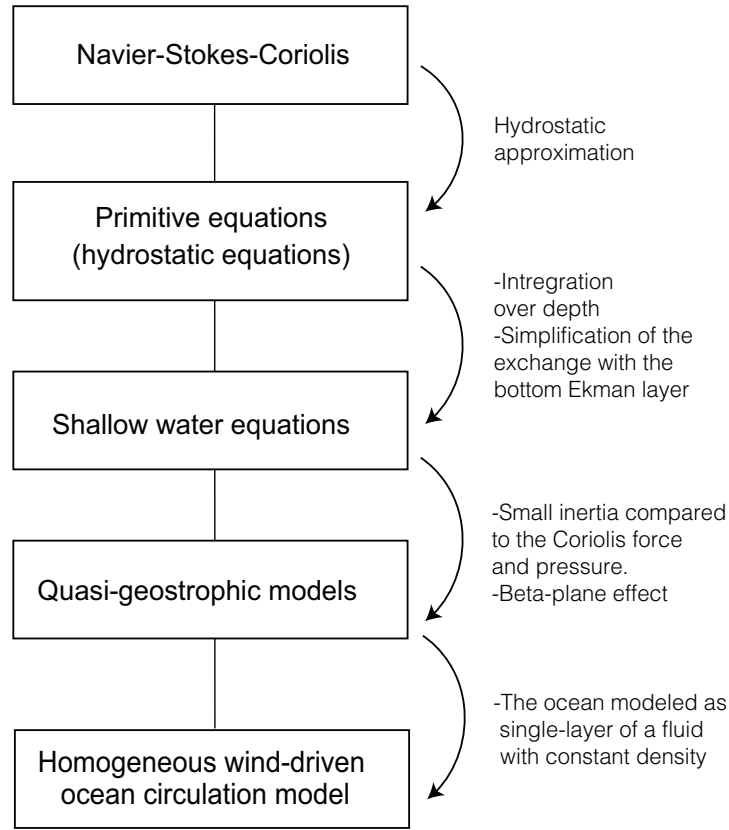 Navier-Stokes-Coriolis
Hydrostatic
approximation
Primitive equations
(hydrostatic equations)
-Intregration
over depth
-Simplification of the
exchange with the
bottom Ekman layer
Shallow water equations
-Small inertia compared
to the Coriolis force
and pressure.
-Beta-plane effect
Quasi-geostrophic models
-The ocean modeled as
single-layer of a fluid
with constant density
Homogeneous wind-driven
ocean circulation model